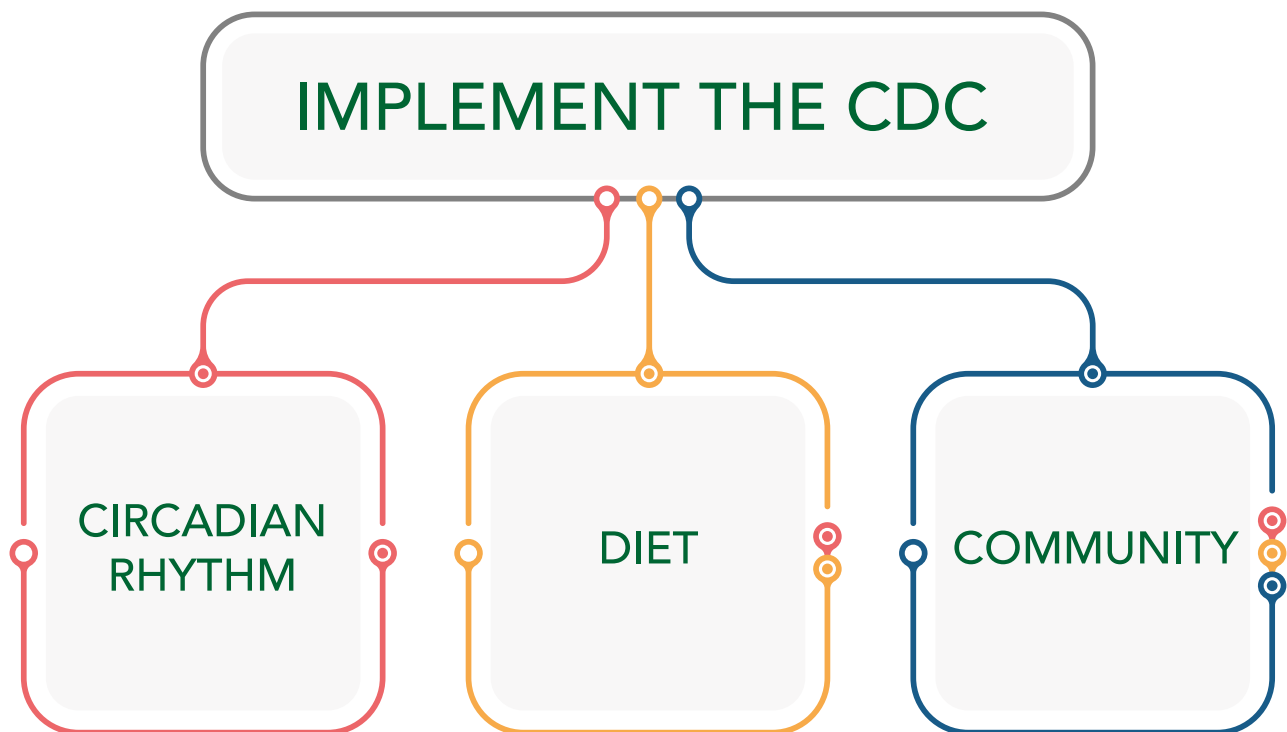 IMPLEMENT THE CDC
CIRCADIAN
RHYTHM
DIET
COMMUNITY